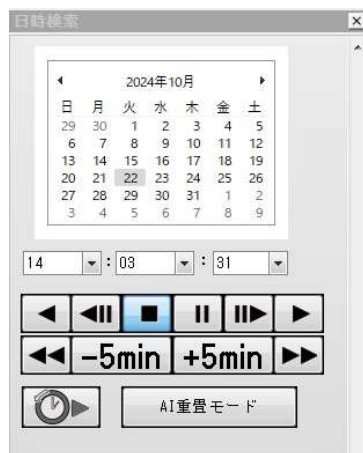 日時検索
2024年10月
日 月 火 水 木 金 土
29 30 1 2 3 4 5
6 7 8 9 10 11 12
13 14 15 16 17 18 19
20 21 22 23 24 25 26
27 28 29 30 31 1 2
3 4 5 6 7 8 9
14 : 03 : 31
-5min +5min
AI重畳モード